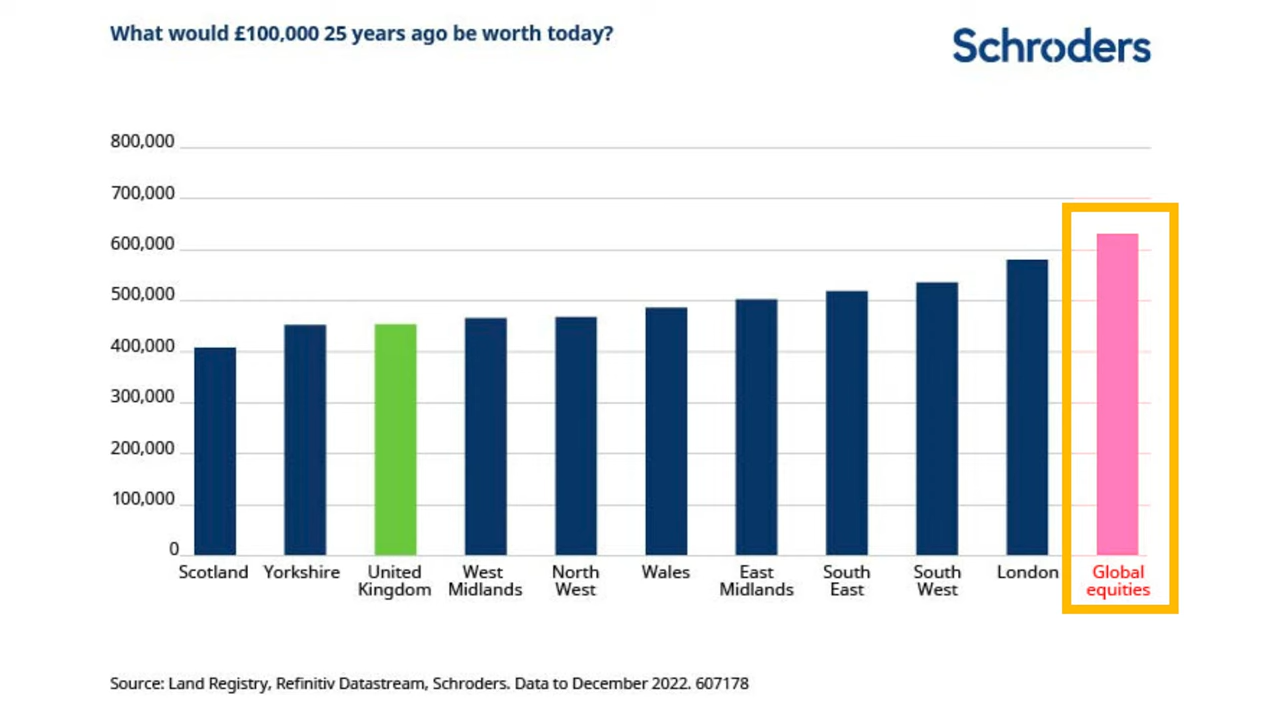 What would £100,000 25 years ago be worth today?
Schroders
800,000
700,000
600,000
500,000
400,000
300,000
200,000
100,000
0
Scotland
Yorkshire
United
Kingdom
West
Midlands
North
West
Wales
East
Midlands
South
East
South
West
London
Global
equities
Source: Land Registry, Refinitiv Datastream, Schroders. Data to December 2022. 607178